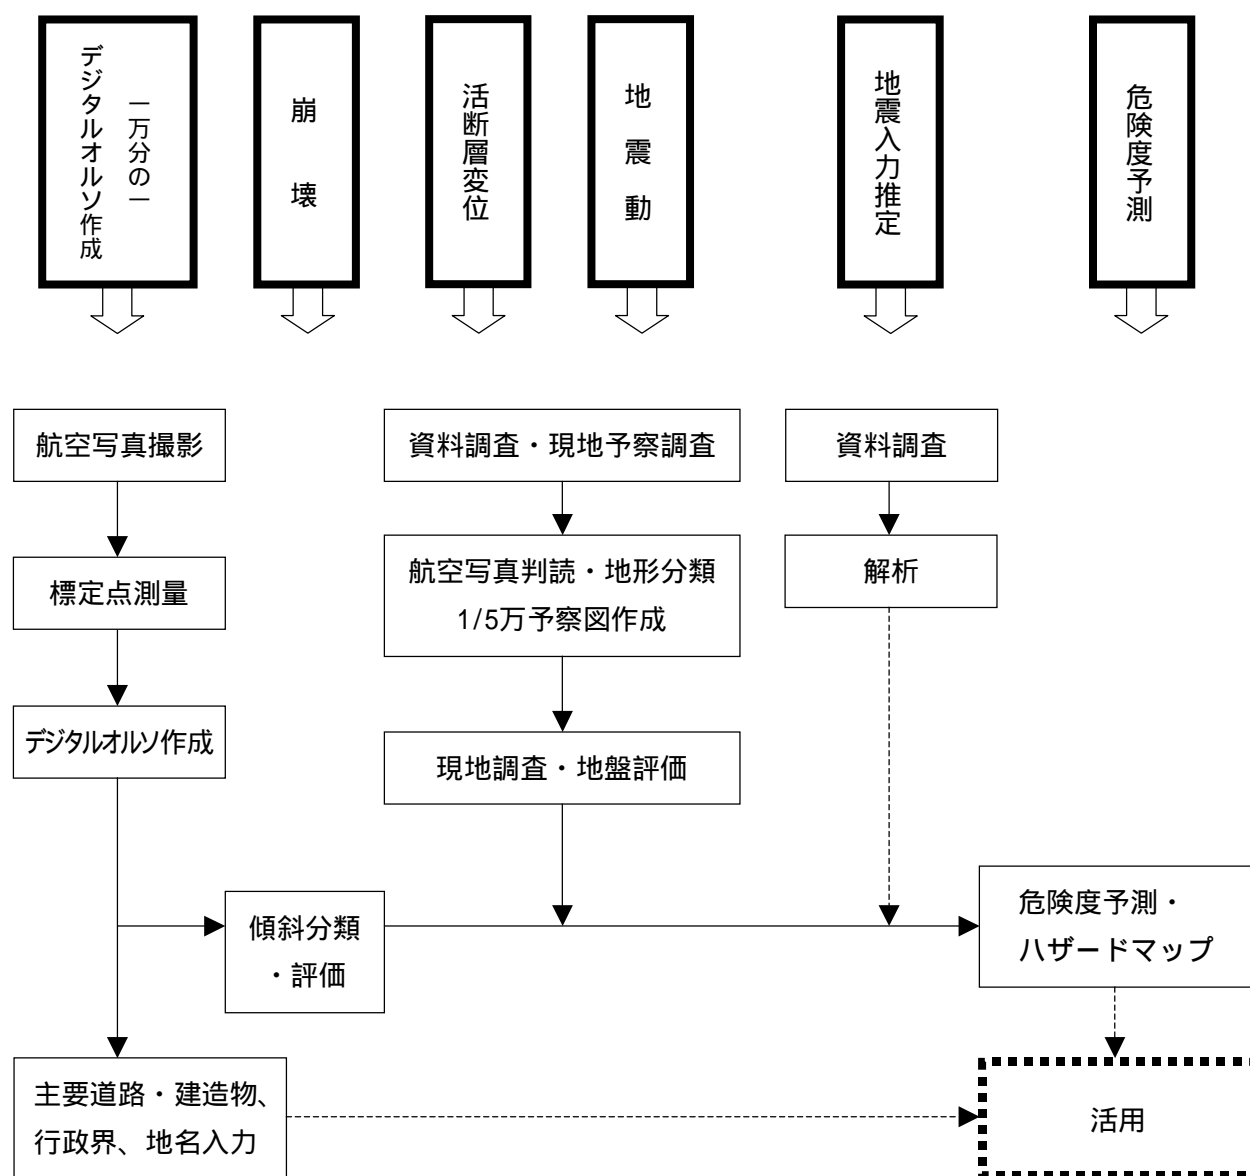 一万分の一
デジタルオルソ作成
崩壊
活断層変位
地震動
地震入力推定
危険度予測
航空写真撮影
資料調査・現地予察調査
資料調査
標定点測量
航空写真判読・地形分類
1/5万予察図作成
解析
デジタルオルソ作成
現地調査・地盤評価
傾斜分類
・評価
危険度予測・
ハザードマップ
主要道路・建造物、
行政界、地名入力
活用